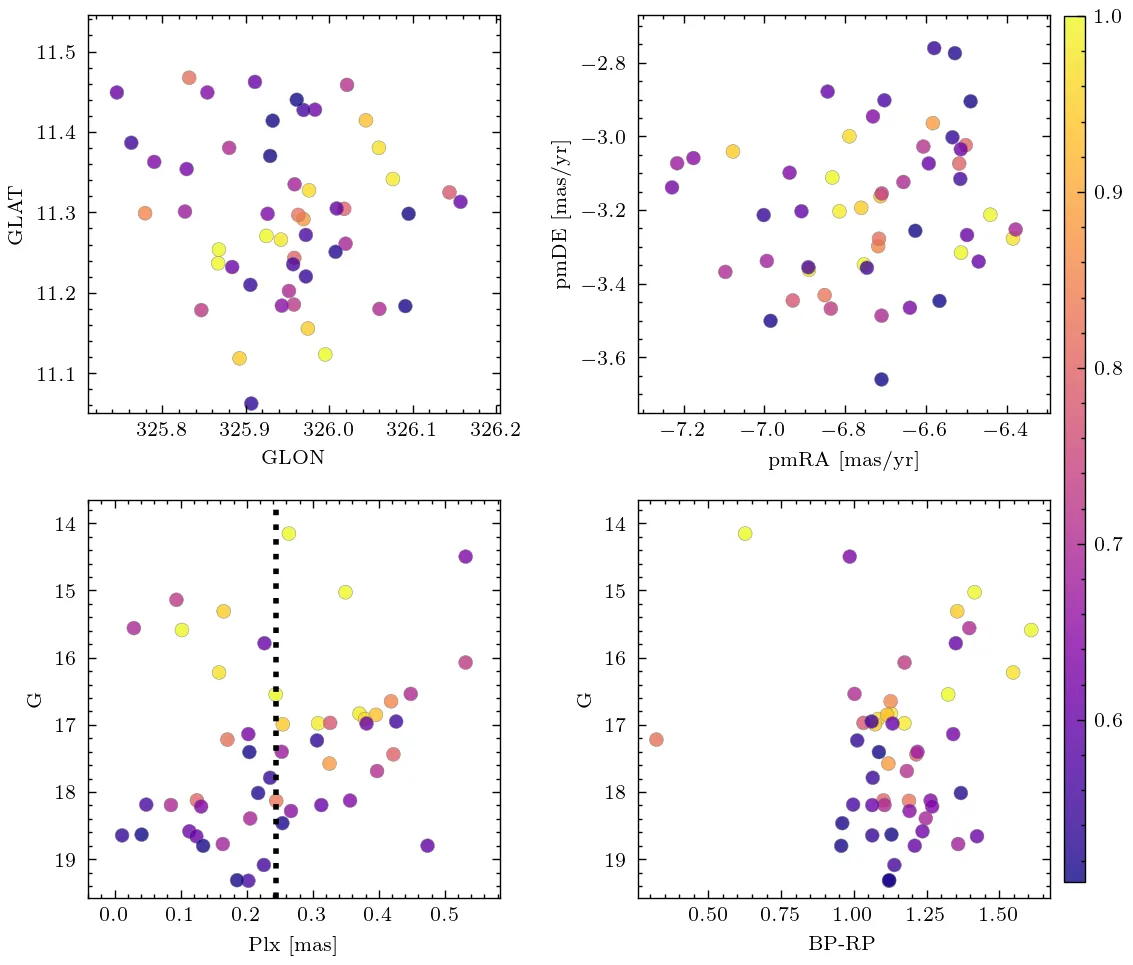 11.5
11.4
11.3
11.2
11.1
GLAT
325.8 325.9 326.0 326.1 326.2
GLON
−2.8
−3.0
−3.2
−3.4
−3.6
pmDE [mas/yr]
−7.2 −7.0 −6.8 −6.6 −6.4
pmRA [mas/yr]
1.0
0.9
0.8
0.7
0.6
14
15
16
17
18
19
G
0.0 0.1 0.2 0.3 0.4 0.5
Plx [mas]
14
15
16
17
18
19
G
0.50 0.75 1.00 1.25 1.50
BP-RP